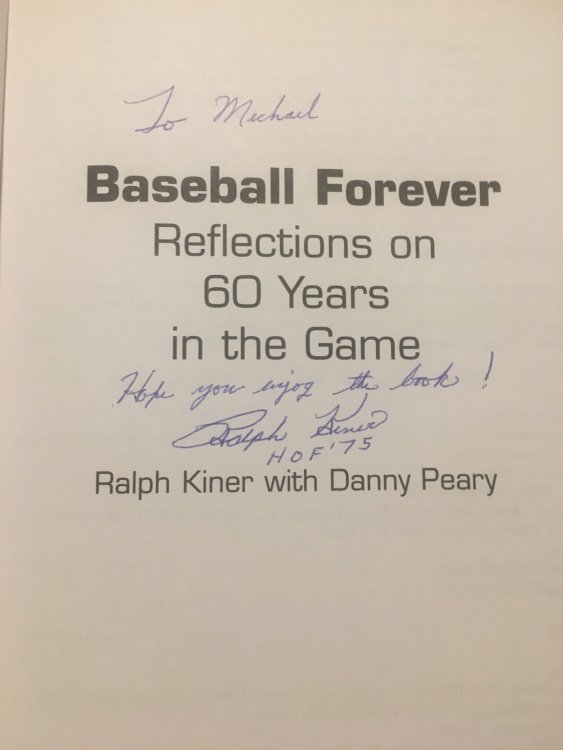 To Michael
Baseball Forever
Reflections on
60 Years
in the Game
Hope you enjoy the book!
Ralph Kiner
HOF '75
Ralph Kiner with Danny Peary